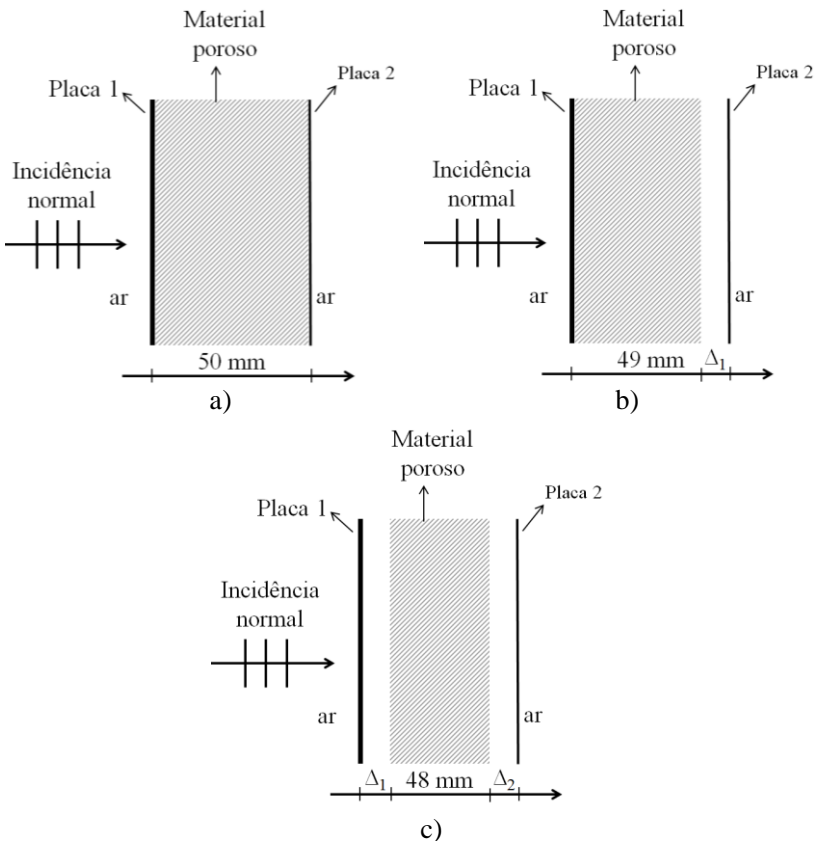 Material
poroso
Placa 1
Placa 2
Incidência
normal
ar
ar
50 mm
a)
Material
poroso
Placa 1
Placa 2
Incidência
normal
ar
ar
49 mm
Δ1
b)
Material
poroso
Placa 1
Placa 2
Incidência
normal
ar
ar
Δ1
48 mm
Δ2
c)